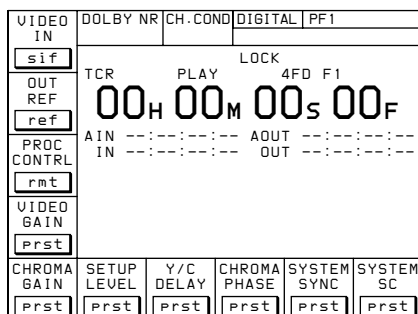 VIDEO IN
sif
OUT REF
ref
PROC CONTRL
rmt
VIDEO GAIN
prst
CHROMA GAIN
prst
DOLBY NR CH.COND DIGITAL PF1
LOCK
TCR PLAY 4FD F1
00H 00M 00S 00F
AIN --:--:--:-- AOUT --:--:--:--
IN --:--:--:-- OUT --:--:--:--
SETUP LEVEL
prst
Y/C DELAY
prst
CHROMA PHASE
prst
SYSTEM SYNC
prst
SYSTEM SC
prst